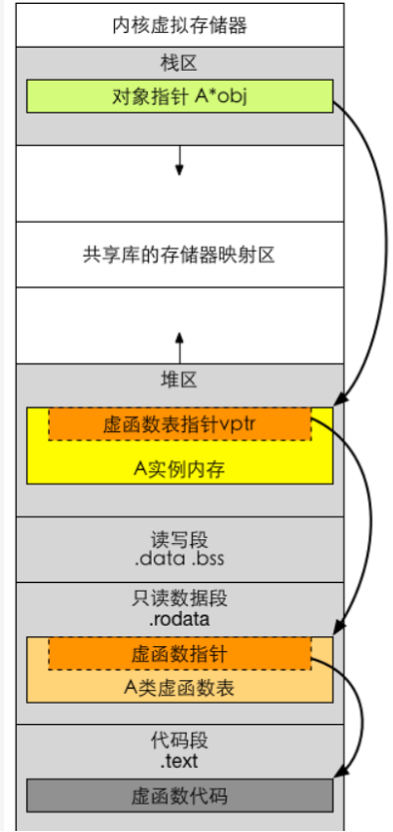 内核虚拟存储器
栈区
对象指针 A*obj
共享库的存储器映射区
堆区
虚函数表指针vptr
A实例内存
读写段
.data .bss
只读数据段
.rodata
虚函数指针
A类虚函数表
代码段
.text
虚函数代码